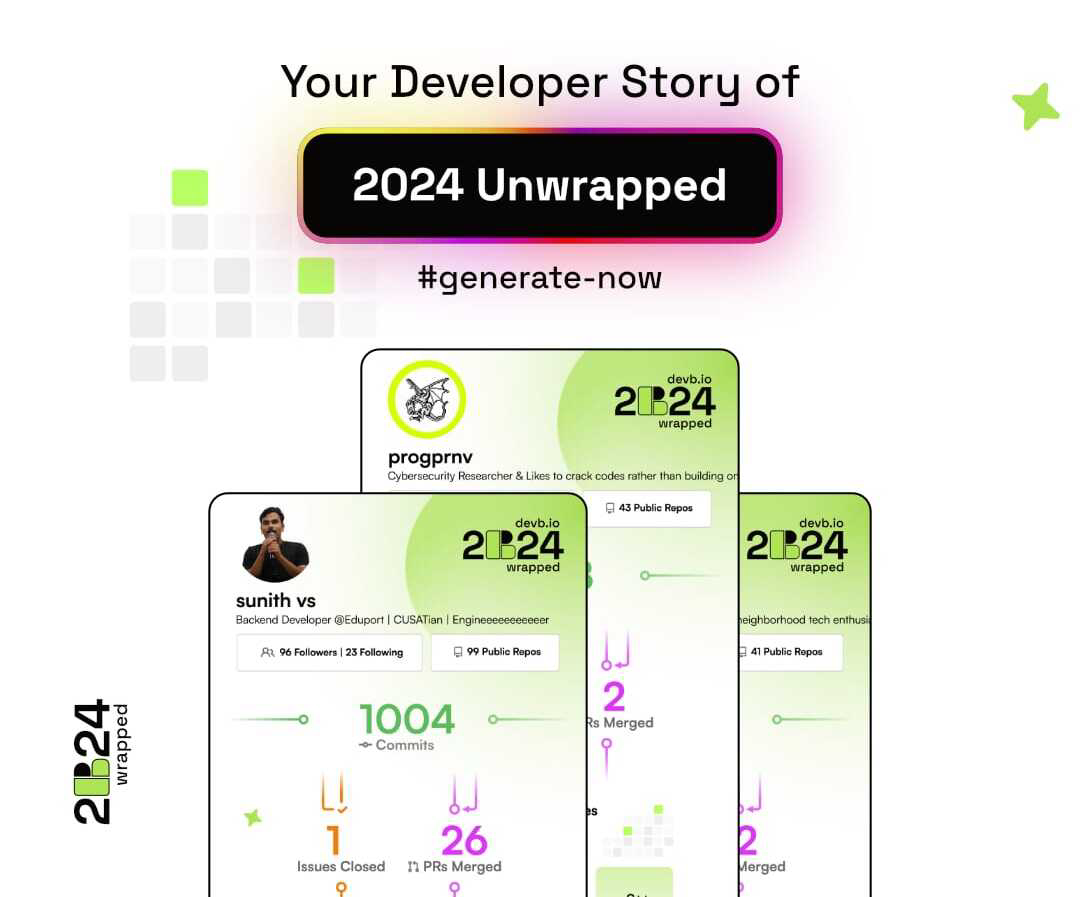 Your Developer Story of
2024 Unwrapped
#generate-now
devb.io
2024
wrapped
progprnv
Cybersecurity Researcher & Likes to crack codes rather than building on
43 Public Repos
2
Rs Merged
es
devb.io
2024
wrapped
sunith vs
Backend Developer @Eduport | CUSATian | Engineeeeeeeeeeer
96 Followers | 23 Following
99 Public Repos
1004
Commits
1
Issues Closed
26
PRs Merged
devb.io
2024
wrapped
neighborhood tech enthusi
41 Public Repos
2
Merged
2024
wrapped